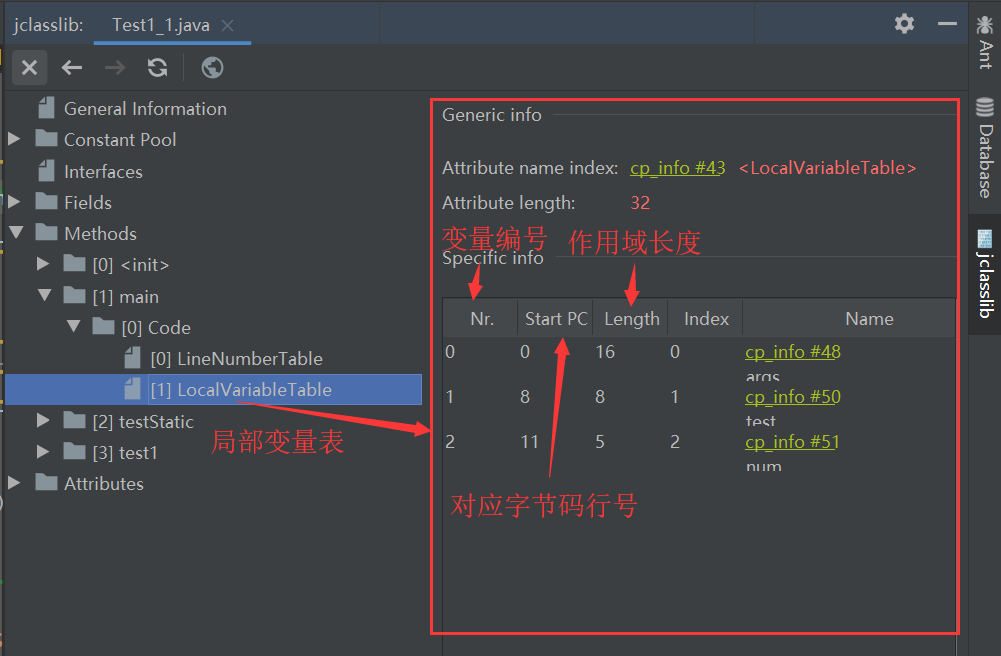 jclasslib: Test1_1.java
General Information
Constant Pool
Interfaces
Fields
Methods
[0] <init>
[1] main
[0] Code
[0] LineNumberTable
[1] LocalVariableTable
[2] testStatic
[3] test1
Attributes
局部变量表
Generic info
Attribute name index: cp_info #43 <LocalVariableTable>
Attribute length: 32
变量编号 作用域长度
Specific info
Nr. Start PC Length Index Name
0 0 16 0 cp_info #48
args
1 8 8 1 cp_info #50
test
2 11 5 2 cp_info #51
num
对应字节码行号
Ant
Database
jclasslib